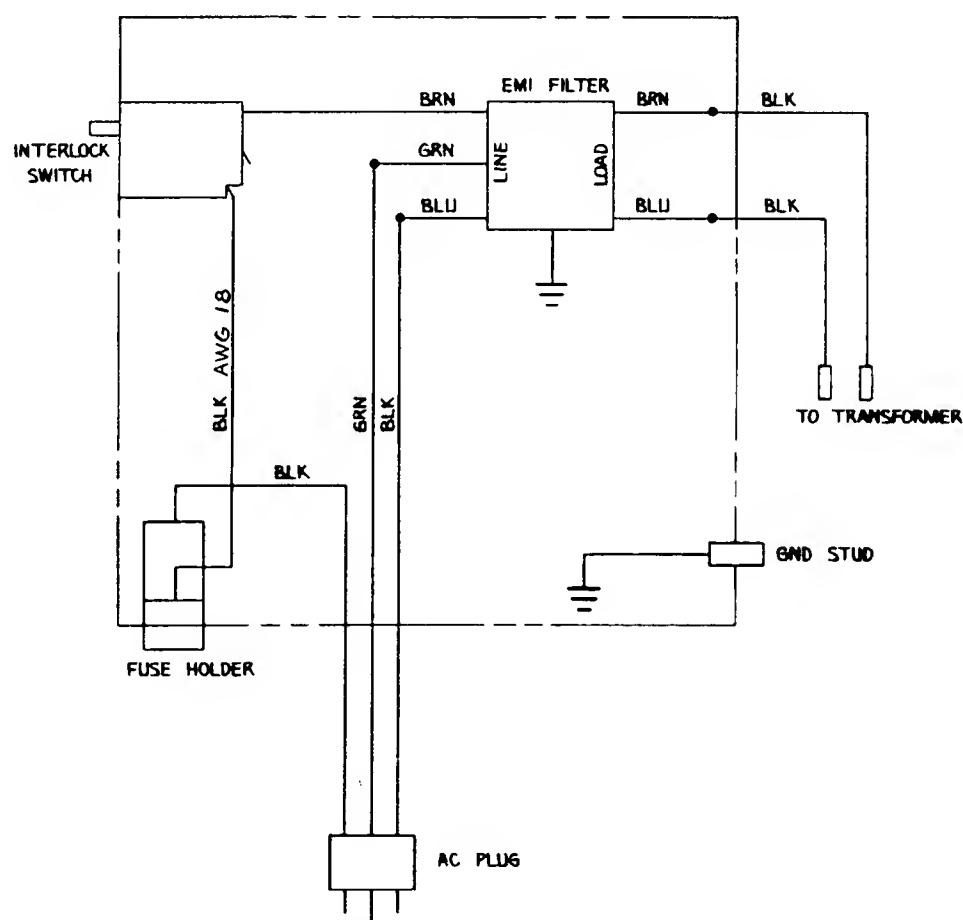 EMI FILTER
BRN
BRN
BLK
INTERLOCK
SWITCH
GRN
LINE
LOAD
BLU
BLU
BLK
BLK AWG 18
GRN
BLK
TO TRANSFORMER
BLK
GND STUD
FUSE HOLDER
AC PLUG